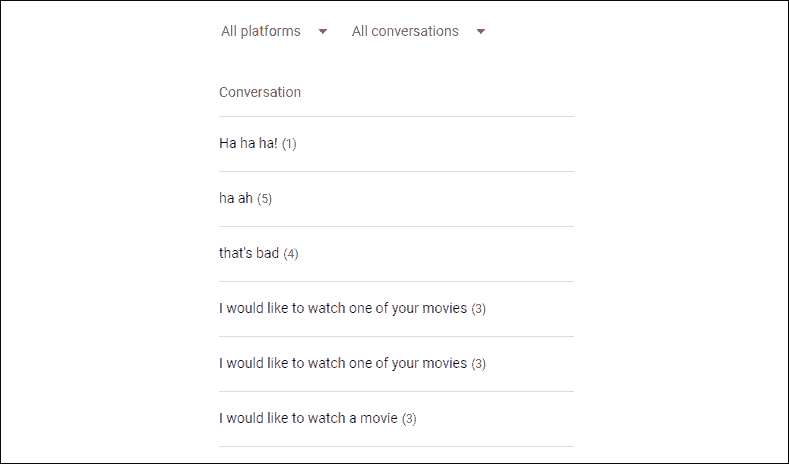 All platforms All conversations
Conversation
Ha ha ha! (1)
ha ah (5)
that's bad (4)
I would like to watch one of your movies (3)
I would like to watch one of your movies (3)
I would like to watch a movie (3)